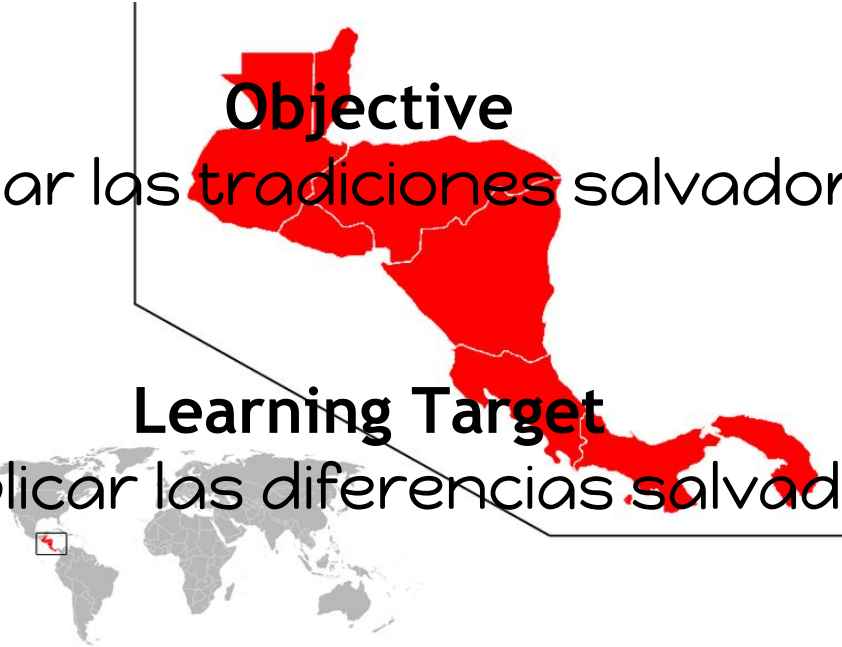 Objective
ar las tradiciones salvador
Learning Target
licar las diferencias salvad